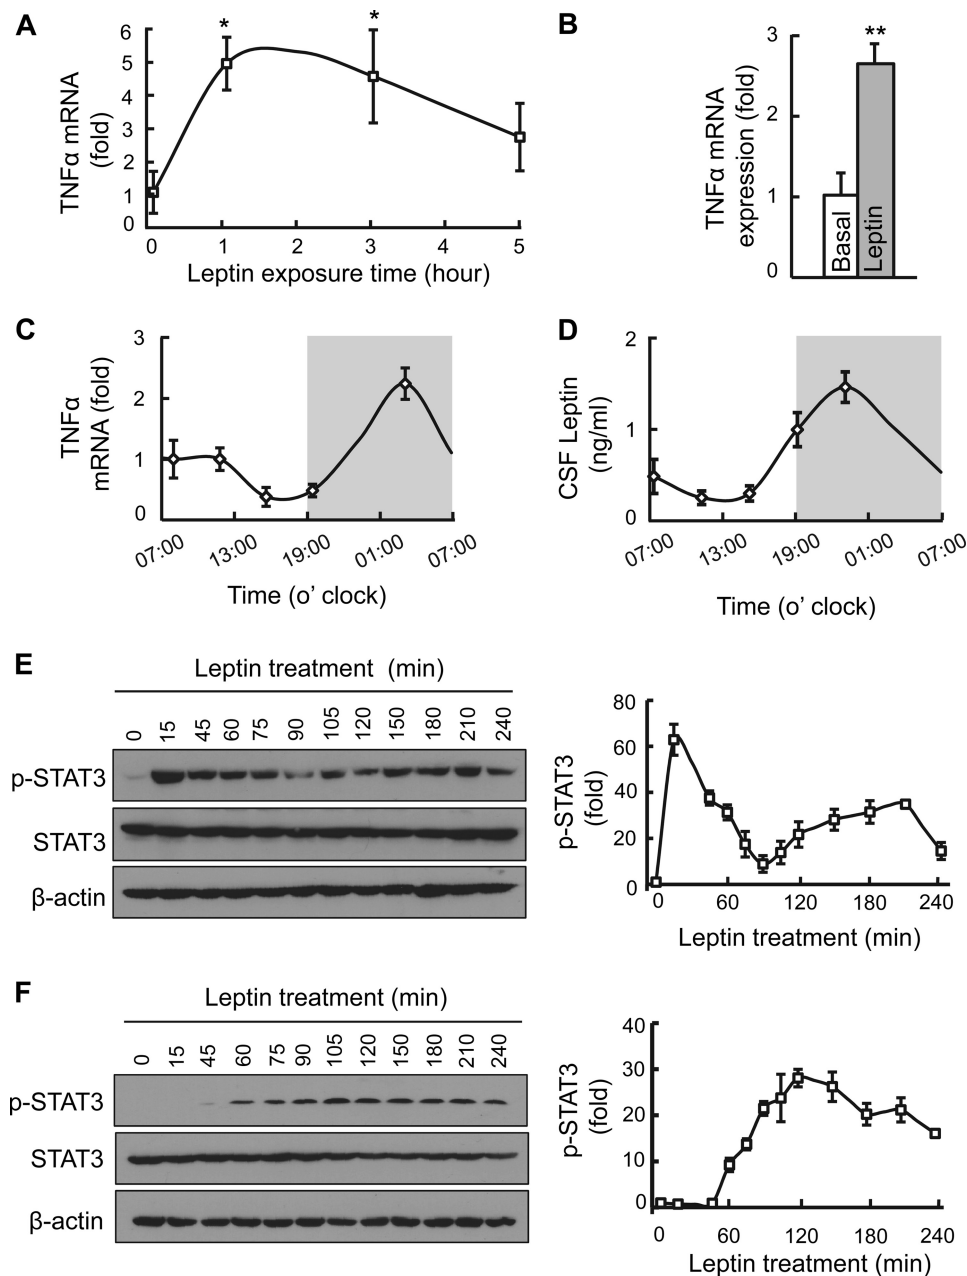 A
TNFα mRNA
(fold)
6
5
4
3
2
1
0
*
*
0 1 2 3 5
Leptin exposure time (hour)
B
TNFα mRNA
expression (fold)
3
2
1
0
**
Basal
Leptin
C
TNFα
mRNA (fold)
3
2
1
0
07:00 13:00 19:00 01:00 07:00
Time (o’ clock)
D
CSF Leptin
(ng/ml)
2
1
0
07:00 13:00 19:00 01:00 07:00
Time (o’ clock)
E
Leptin treatment (min)
0 15 45 60 75 90 105 120 150 180 210 240
p-STAT3
STAT3
β-actin
p-STAT3
(fold)
80
60
40
20
0
0 60 120 180 240
Leptin treatment (min)
F
Leptin treatment (min)
0 15 45 60 75 90 105 120 150 180 210 240
p-STAT3
STAT3
β-actin
p-STAT3
(fold)
40
30
20
10
0
0 60 120 180 240
Leptin treatment (min)